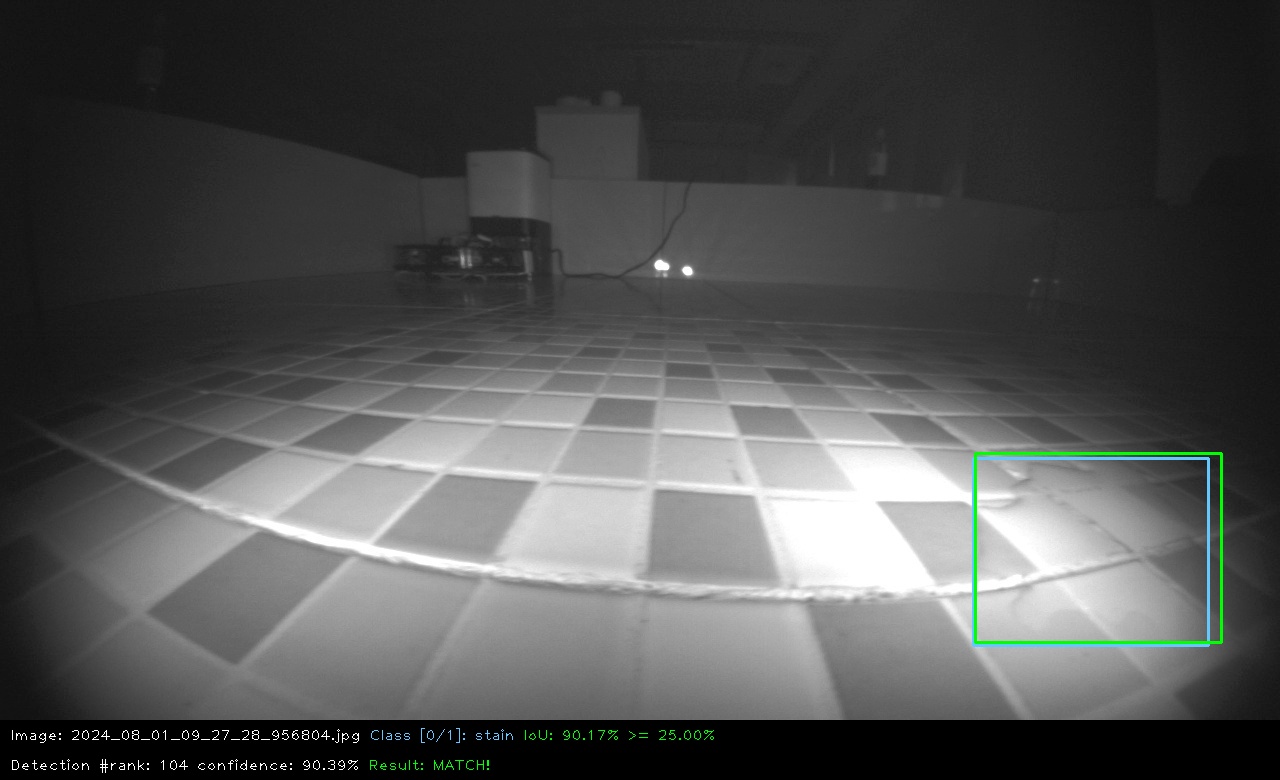 Image: 2024_08_01_09_27_28_956804.jpg Class [0/1]: stain IoU: 90.17% >= 25.00%
Detection #rank: 104 confidence: 90.39% Result: MATCH!